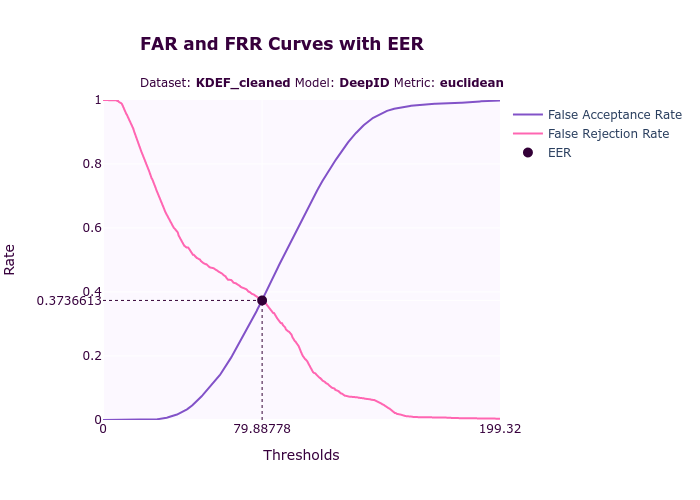 FAR and FRR Curves with EER
Dataset: KDEF_cleaned Model: DeepID Metric: euclidean
False Acceptance Rate
False Rejection Rate
EER
Rate
1
0.8
0.6
0.4
0.3736613
0.2
0
0
79.88778
199.32
Thresholds